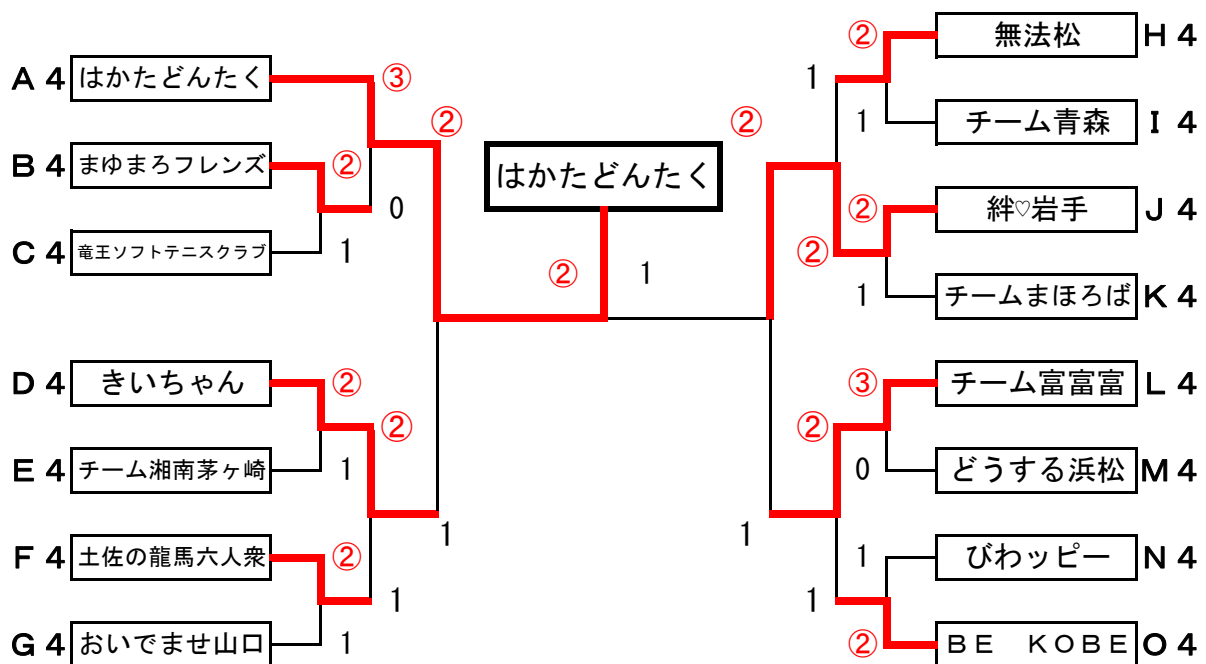 ② 無法松 H 4
A 4 はかたどんたく ③ 1
② ② 1 チーム青森 I 4
B 4 まゆまろフレンズ ② はかたどんたく
0 ② 絆♡岩手 J 4
C 4 竜王ソフトテニスクラブ 1 ②
② 1 1 チームまほろば K 4
D 4 きいちゃん ② ③ チーム富富富 L 4
② ②
E 4 チーム湘南茅ヶ崎 1 0 どうする浜松 M 4
1 1
F 4 土佐の龍馬六人衆 ② 1 びわッピー N 4
1 1
G 4 おいでませ山口 1 ② BE KOBE O 4